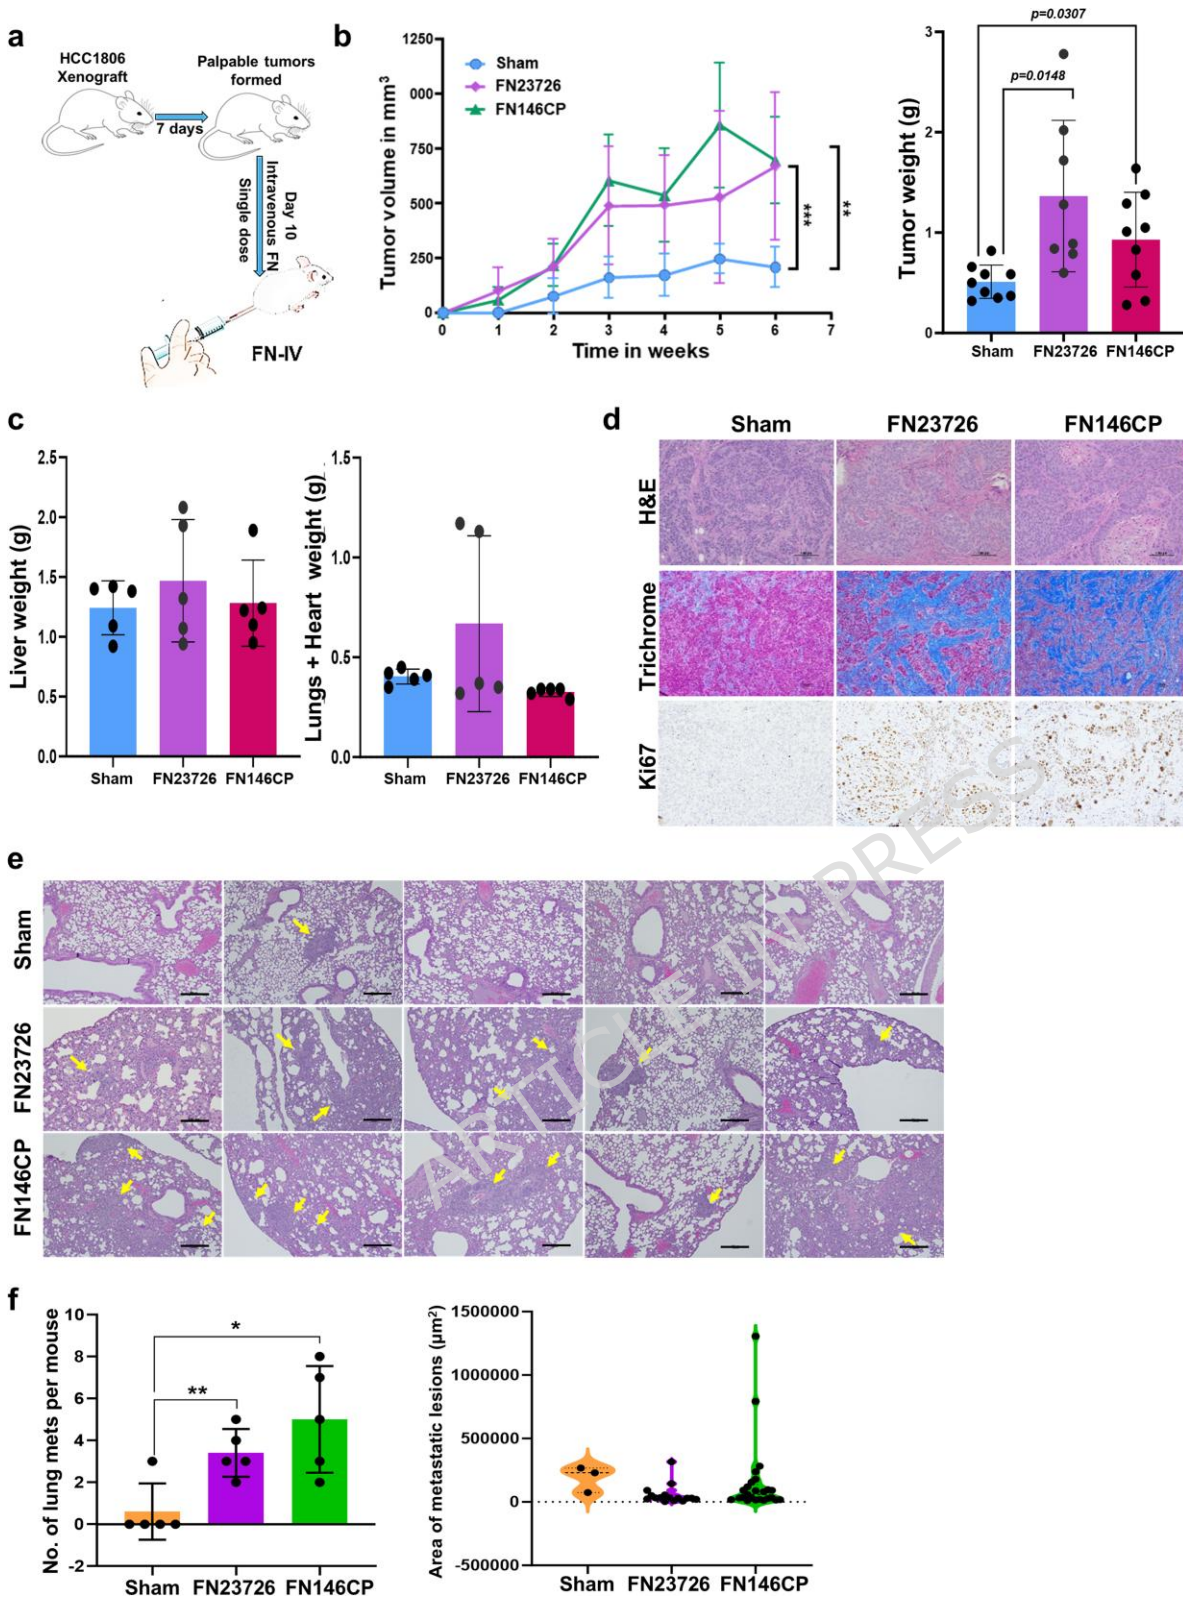 a
HCC1806
Xenograft
Palpable tumors
formed
7 days
Day 10
Intravenous FN
Single dose
FN-IV
b
Tumor volume in mm3
1250
1000
750
500
250
0
Sham
FN23726
FN146CP
***
**
0 1 2 3 4 5 6 7
Time in weeks
Tumor weight (g)
3
2
1
0
p=0.0307
p=0.0148
Sham FN23726 FN146CP
c
Liver weight (g)
2.5
2.0
1.5
1.0
0.5
0.0
Sham FN23726 FN146CP
Lungs + Heart weight (g)
1.5
1.0
0.5
0.0
Sham FN23726 FN146CP
d
Sham FN23726 FN146CP
H&E
Trichrome
Ki67
e
Sham
FN23726
FN146CP
ARTICLE IN PRESS
f
No. of lung mets per mouse
10
8
6
4
2
0
-2
*
**
Sham FN23726 FN146CP
Area of metastatic lesions (µm2)
1500000
1000000
500000
0
-500000
Sham FN23726 FN146CP